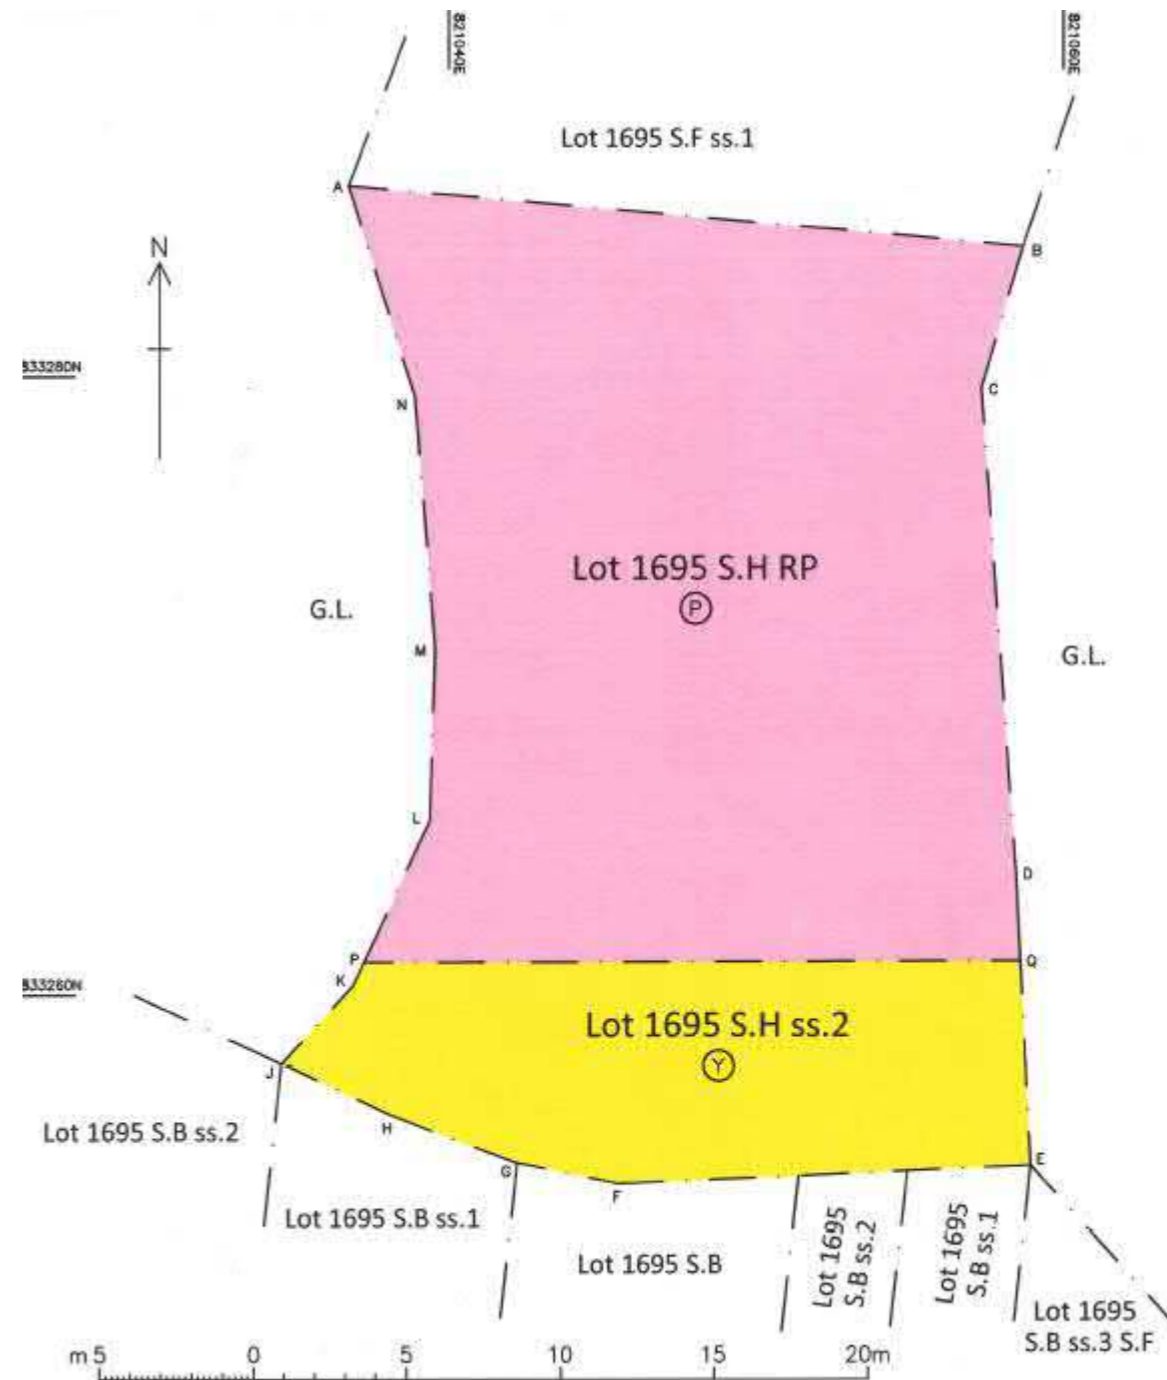 821040E
821060E
Lot 1695 S.F ss.1
A
B
N
833280N
C
N
Lot 1695 S.H RP
P
G.L.
M
G.L.
L
D
P
Q
K
833260N
Lot 1695 S.H ss.2
Y
J
Lot 1695 S.B ss.2
H
G
E
F
Lot 1695 S.B ss.1
Lot 1695 S.B
Lot 1695
S.B ss.2
Lot 1695
S.B ss.1
Lot 1695
S.B ss.3 S.F
m 5 0 5 10 15 20m